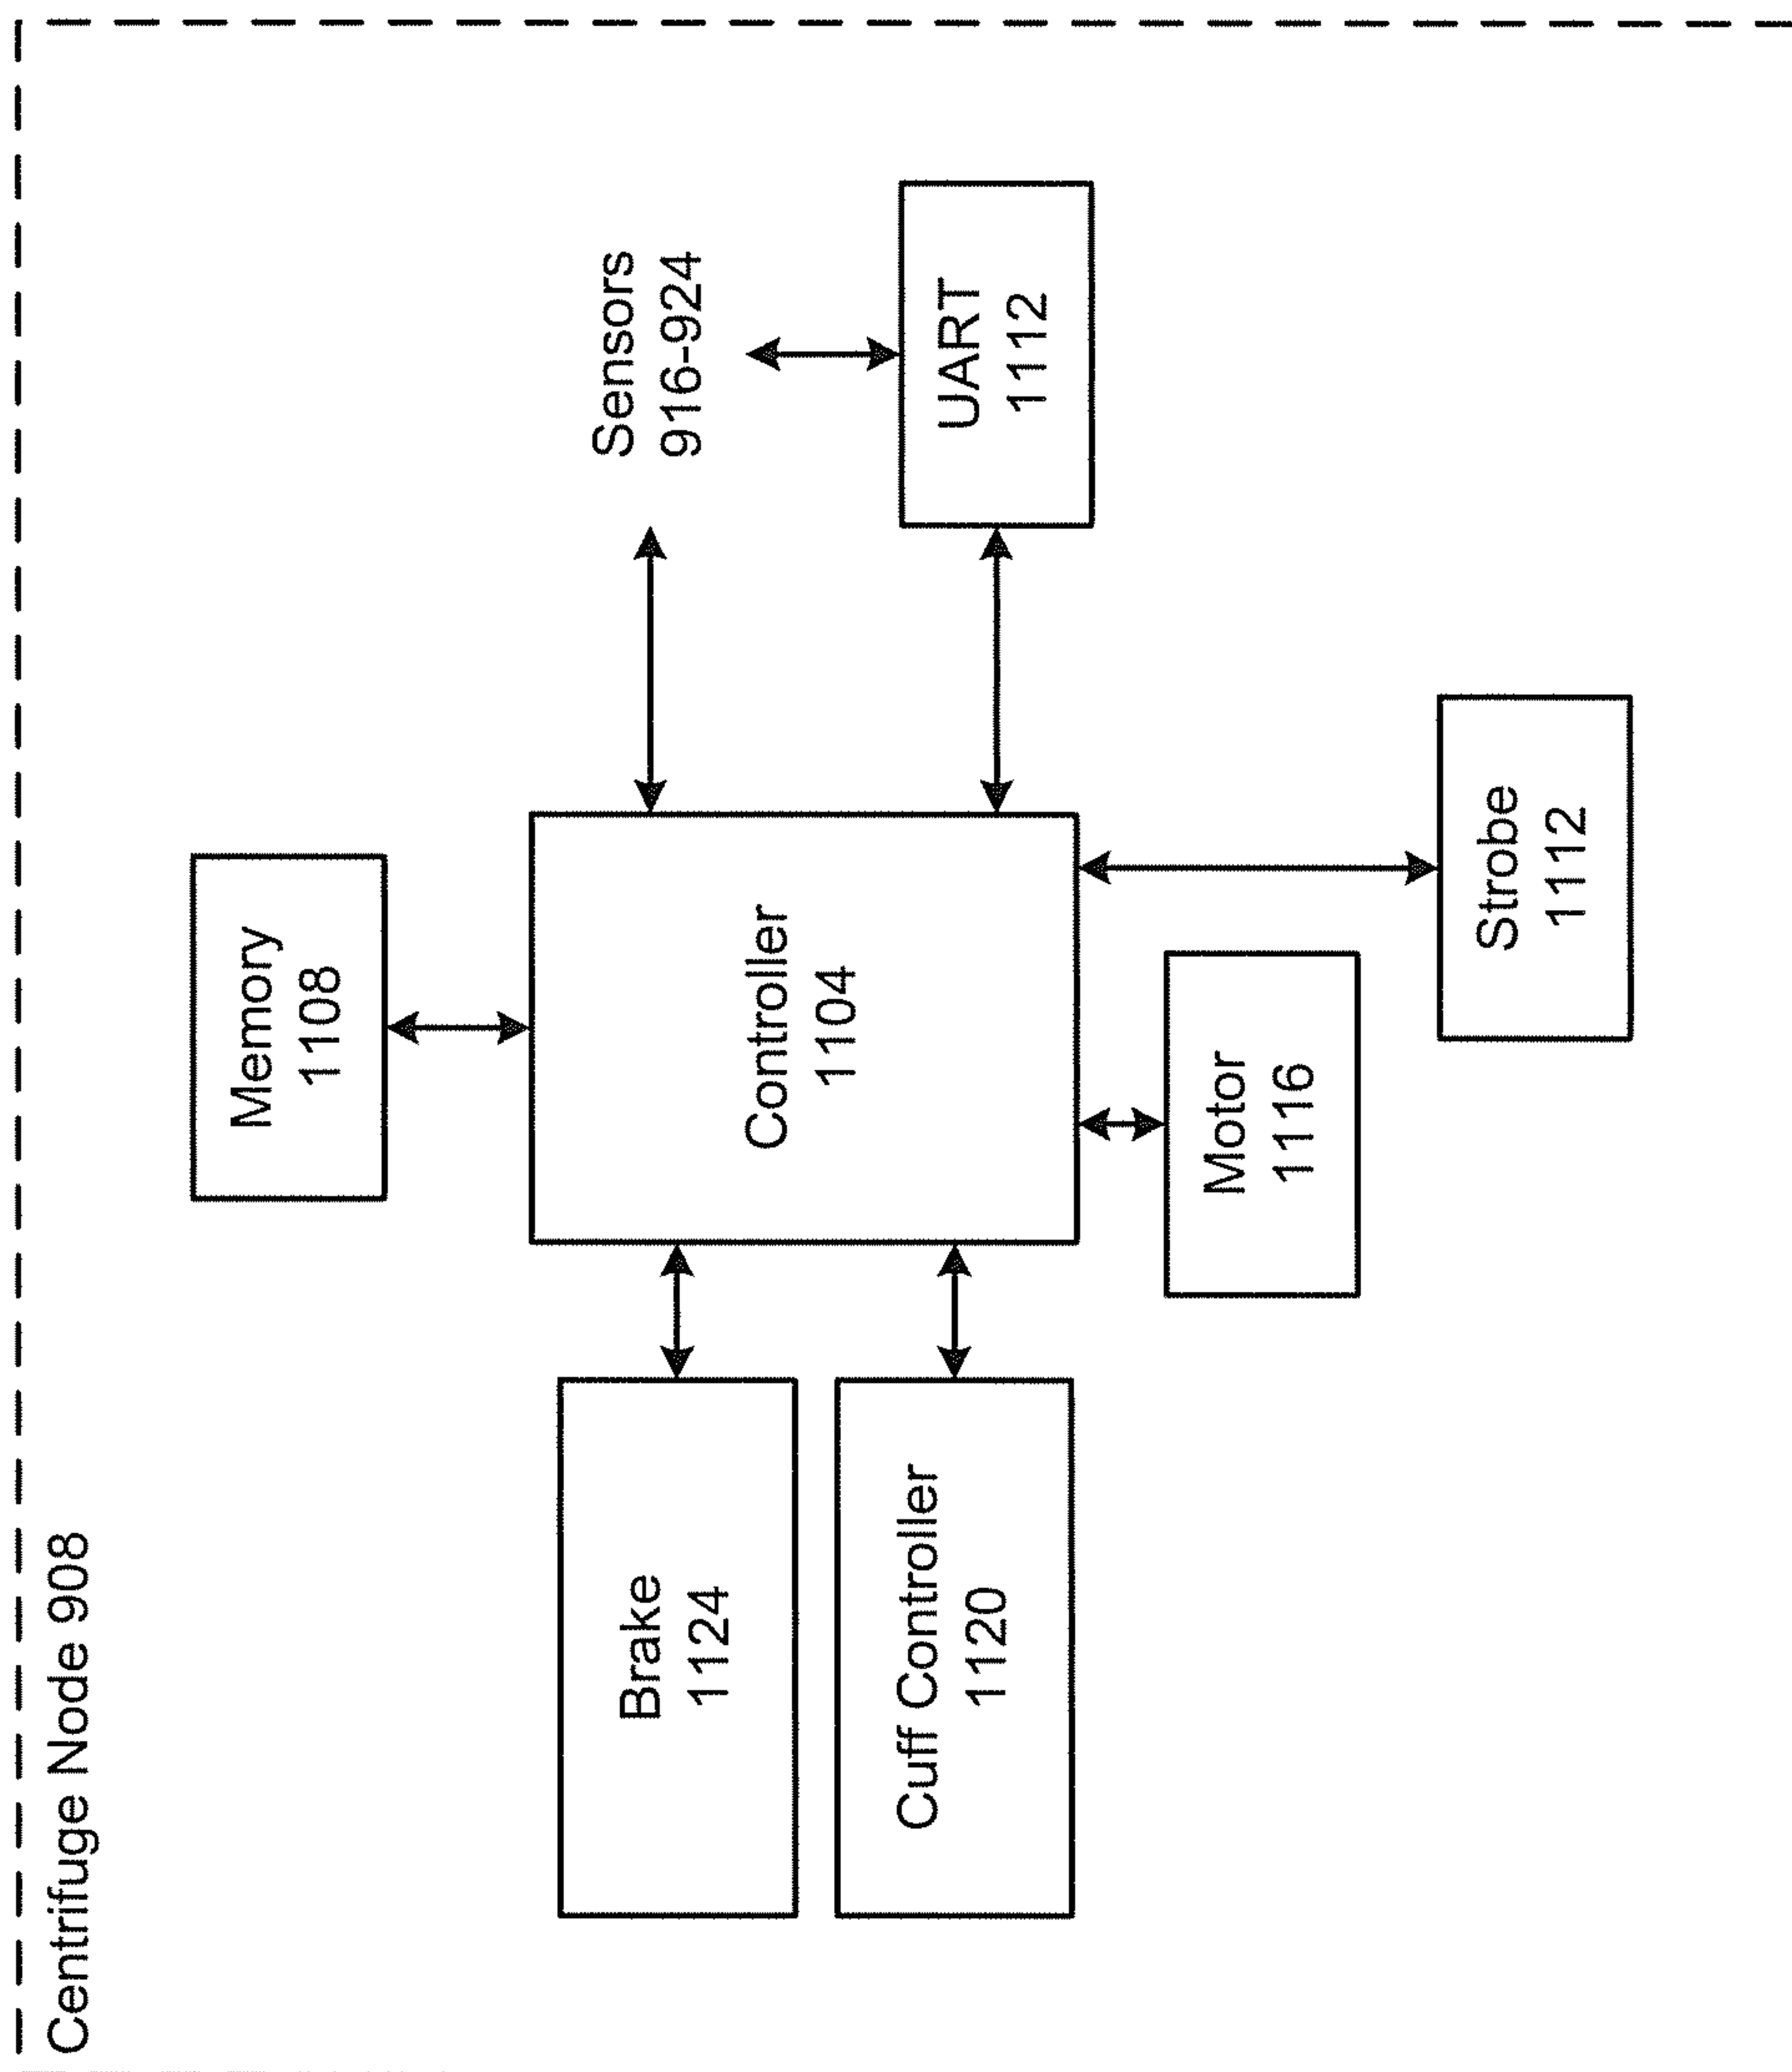 Centrifuge Node 908
Memory
1108
Brake
1124
Controller
1104
Sensors
916-924
Cuff Controller
1120
UART
1112
Motor
1116
Strobe
1112